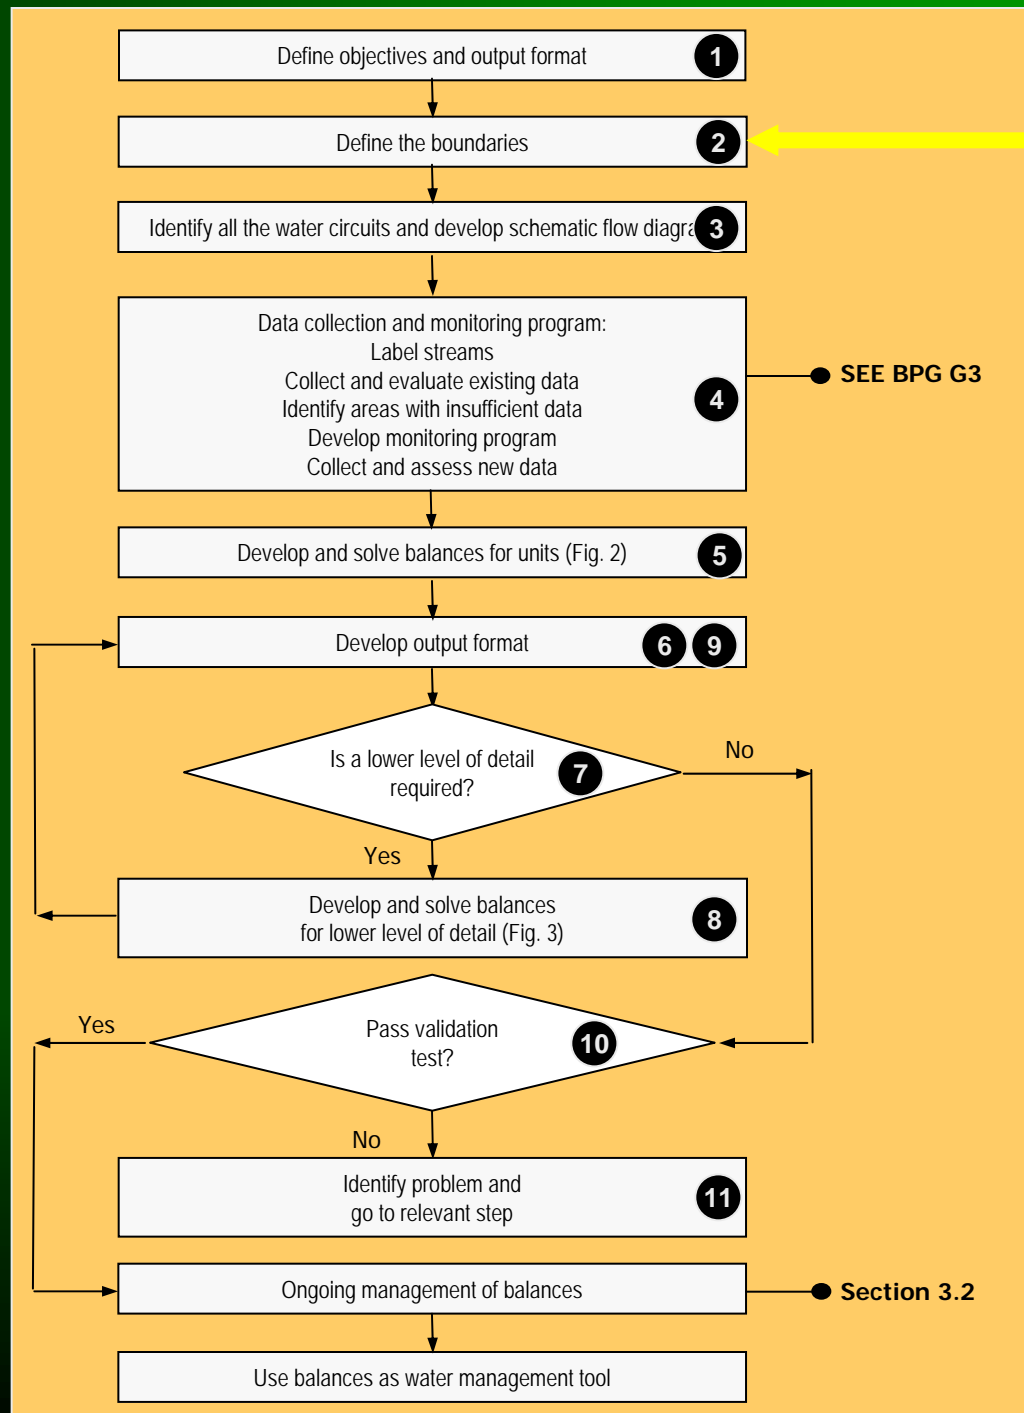 Define objectives and output format 1
Define the boundaries 2
Identify all the water circuits and develop schematic flow diagra 3
Data collection and monitoring program:
Label streams
Collect and evaluate existing data
Identify areas with insufficient data
Develop monitoring program
Collect and assess new data
4
SEE BPG G3
Develop and solve balances for units (Fig. 2) 5
Develop output format 6 9
Is a lower level of detail
required?
7
No
Yes
Develop and solve balances
for lower level of detail (Fig. 3)
8
Pass validation
test?
10
Yes
No
Identify problem and
go to relevant step
11
Ongoing management of balances
Section 3.2
Use balances as water management tool